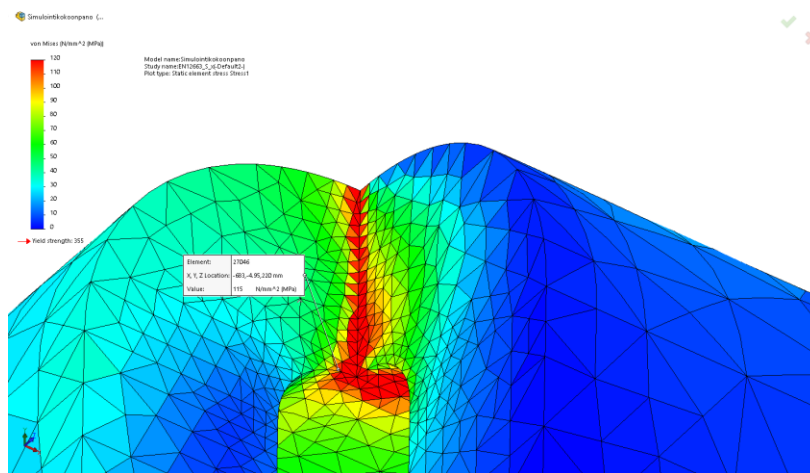 Simulointikokoonpano (...
von Mises (N/mm^2 (MPa))
120
110
100
90
80
70
60
50
40
30
20
10
0
Yield strength: 355
Model name:Simulointikokoonpano
Study name:EN12663_S_o(-Default2-)
Plot type: Static element stress Stress1
Element: 27046
X, Y, Z Location: -683,-4.95,220 mm
Value: 115 N/mm^2 (MPa)